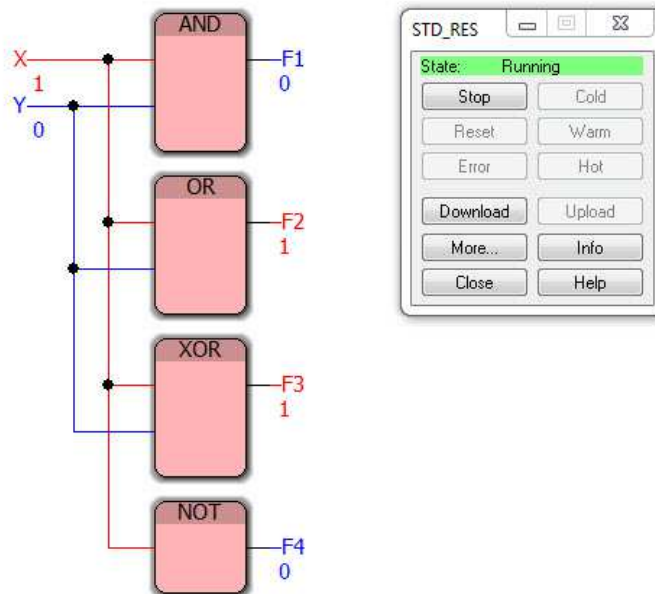 AND
X
1
F1
0
Y
0
OR
F2
1
XOR
F3
1
NOT
F4
0
STD_RES
State: Running
Stop Cold
Reset Warm
Error Hot
Download Upload
More... Info
Close Help